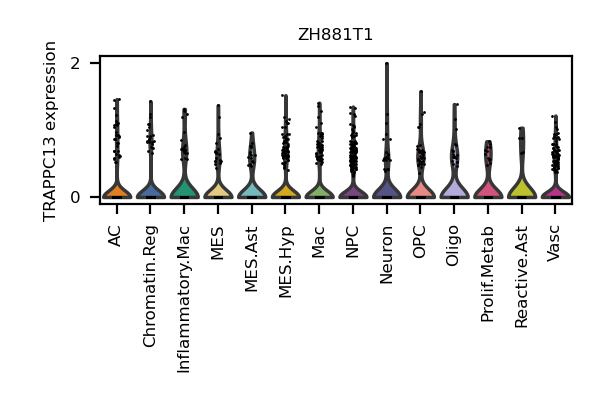 ZH881T1
TRAPPC13 expression
2
0
AC
Chromatin.Reg
Inflammatory.Mac
MES
MES.Ast
MES.Hyp
Mac
NPC
Neuron
OPC
Oligo
Prolif.Metab
Reactive.Ast
Vasc